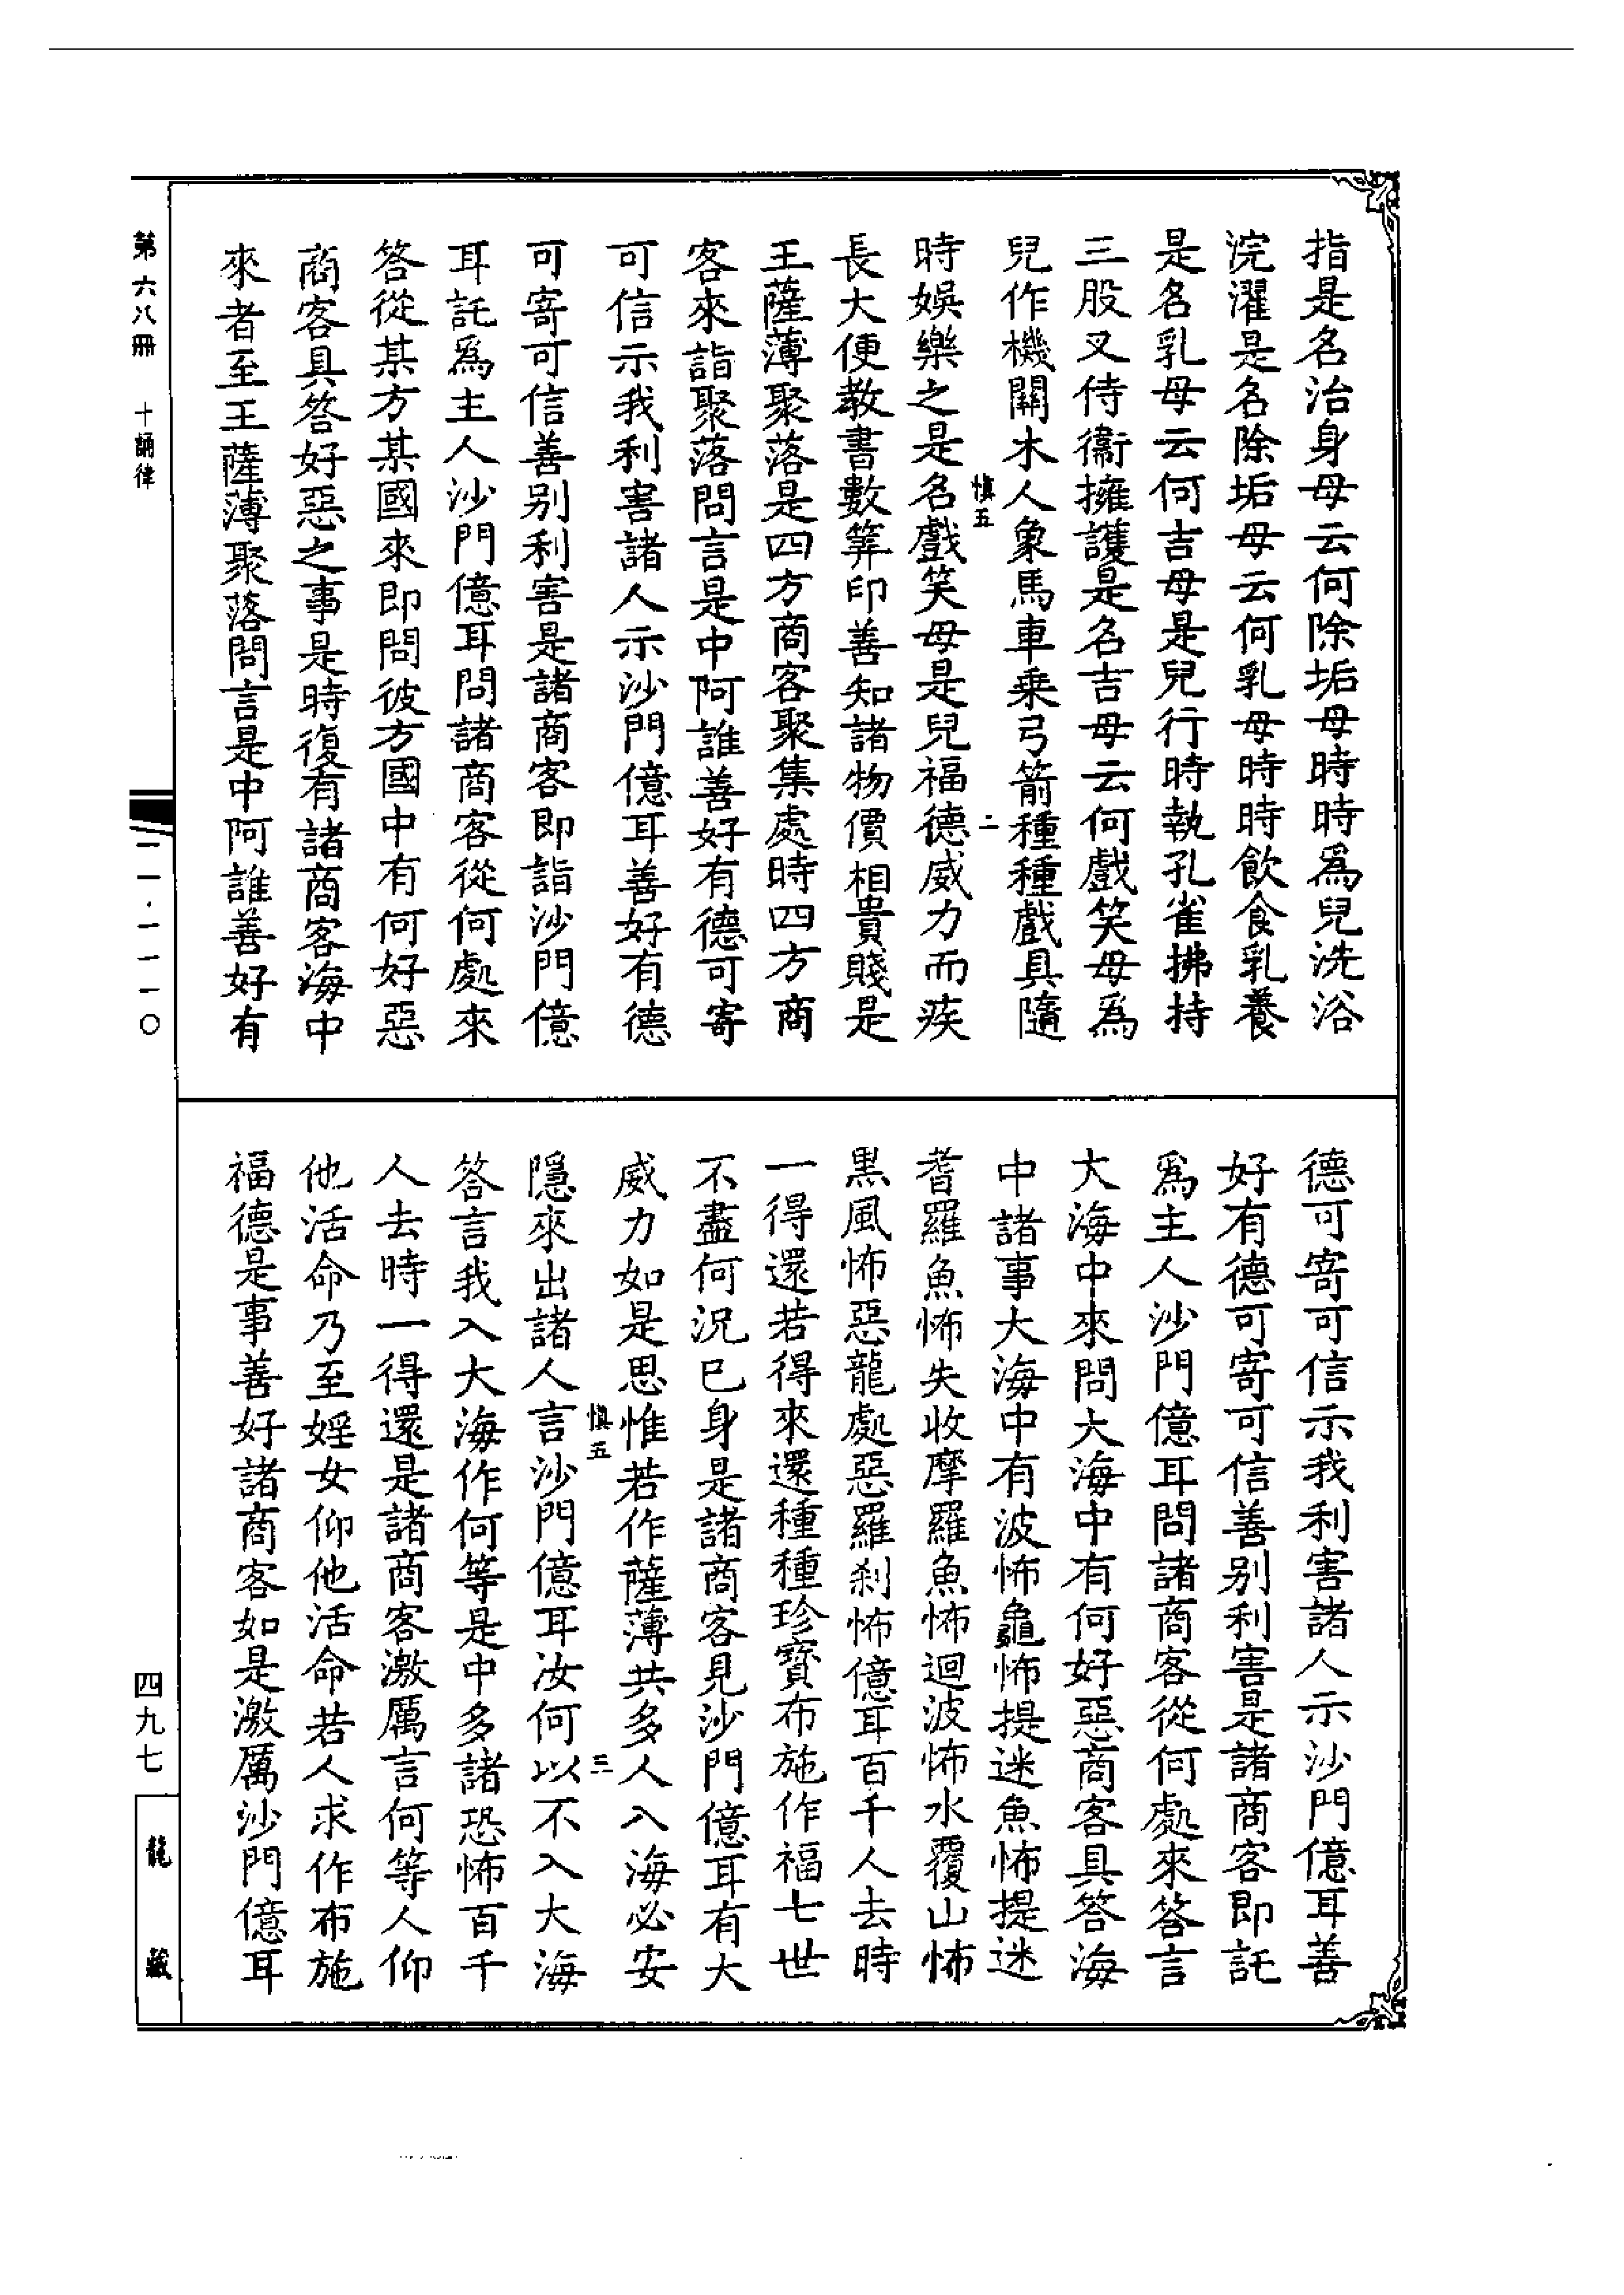 指是名治身母云何除垢母時時爲兒洗浴
浣濯是名除垢母云何乳母時時飲食乳養
是名乳母云何吉母是兒行時執孔雀拂持
三股叉侍衞擁護是名吉母云何戲笑母爲
兒作機關木人象馬車乗弓箭種種戲具隨
慎五 二
時娛樂之是名戲笑母是兒福德威力而疾
長大便教書數筭印善知諸物價相貴賤是
王薩薄聚落是四方商客聚集處時四方商
客來詣聚落問言是中阿誰善好有德可寄
可信示我利害諸人示沙門億耳善好有德
可寄可信善別利害是諸商客即詣沙門億
耳託爲主人沙門億耳問諸商客從何處來
答從某方某國來即問彼方國中有何好惡
商客具答好惡之事是時復有諸商客海中
來者至王薩薄聚落問言是中阿誰善好有
德可寄可信示我利害諸人示沙門億耳善
好有德可寄可信善別利害是諸商客即託
爲主人沙門億耳問諸商客從何處來答言
大海中來問大海中有何好惡商客具答海
中諸事大海中有波怖龜怖提迷魚怖提迷
耆羅魚怖失收摩羅魚怖迴波怖水覆山怖
黒風怖惡龍處惡羅刹怖億耳百千人去時
一得還若得來還種種珍寳布施作福七世
不盡何況巳身是諸商客見沙門億耳有大
威力如是思惟若作薩薄共多人入海必安
慎五 三
隱來出諸人言沙門億耳汝何以不入大海
答言我入大海作何等是中多諸恐怖百千
人去時一得還是諸商客激厲言何等人仰
他活命乃至婬女仰他活命若人求作布施
福德是事善好諸商客如是激厲沙門億耳
第六八冊 十誦律
二一·一一一〇
四九七
龍藏